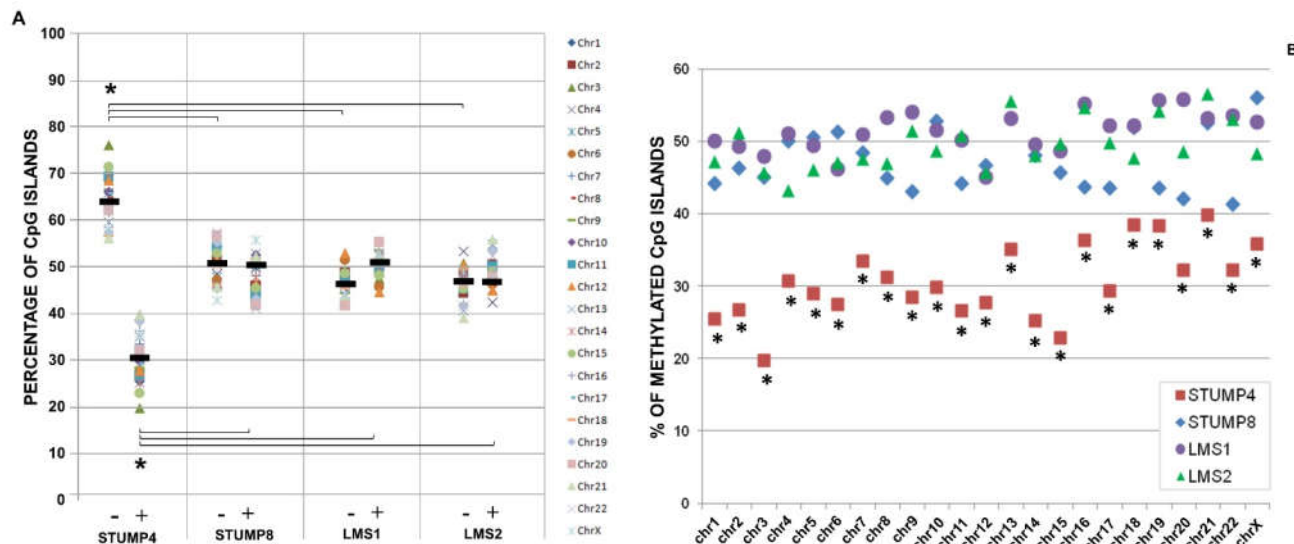 A
PERCENTAGE OF CpG ISLANDS
100
90
80
70
60
50
40
30
20
10
0
*
*
- + - + - + - +
STUMP4 STUMP8 LMS1 LMS2
Chr1
Chr2
Chr3
Chr4
Chr5
Chr6
Chr7
Chr8
Chr9
Chr10
Chr11
Chr12
Chr13
Chr14
Chr15
Chr16
Chr17
Chr18
Chr19
Chr20
Chr21
Chr22
ChrX
B
% OF METHYLATED CpG ISLANDS
60
50
40
30
20
10
0
* * * * * * * * * * * * * * * * * * * * * * *
STUMP4
STUMP8
LMS1
LMS2
chr1 chr2 chr3 chr4 chr5 chr6 chr7 chr8 chr9 chr10 chr11 chr12 chr13 chr14 chr15 chr16 chr17 chr18 chr19 chr20 chr21 chr22 chrX